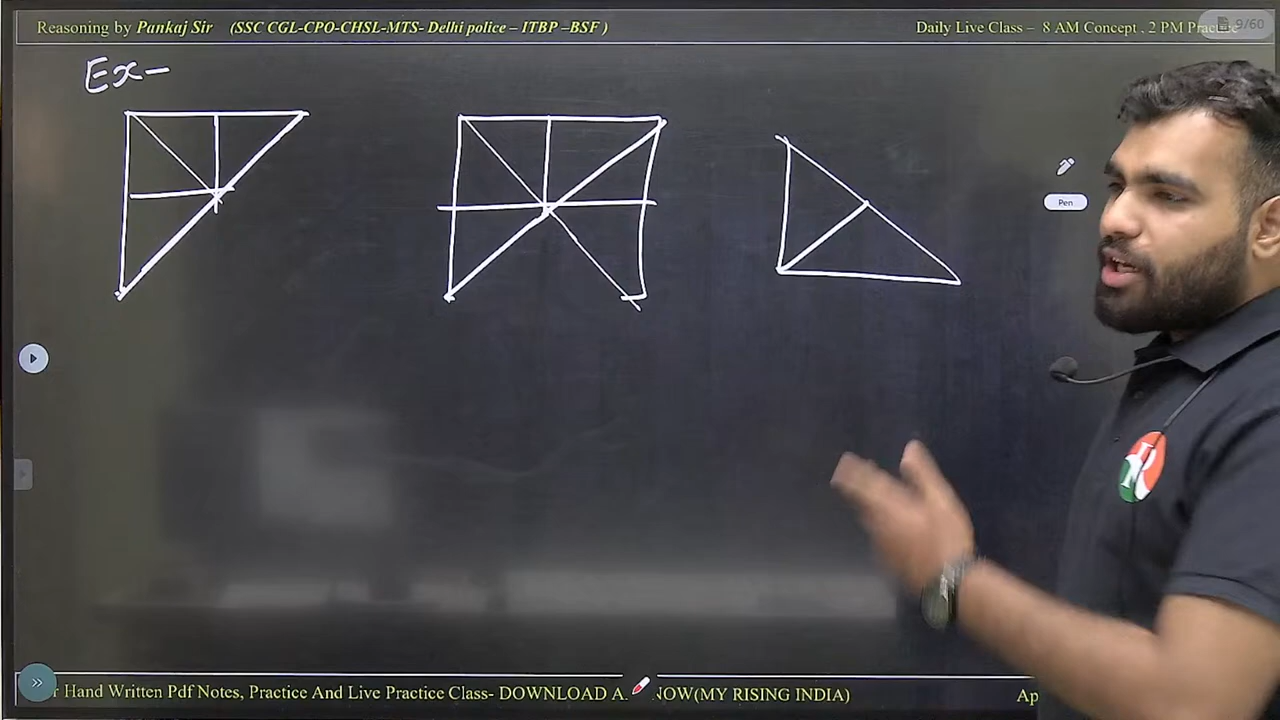 Reasoning by Pankaj Sir (SSC CGL-CPO-CHSL-MTS- Delhi police – ITBP –BSF )
Daily Live Class – 8 AM Concept , 2 PM Practice
9/60
Ex-
Pen
Hand Written Pdf Notes, Practice And Live Practice Class- DOWNLOAD NOW(MY RISING INDIA)